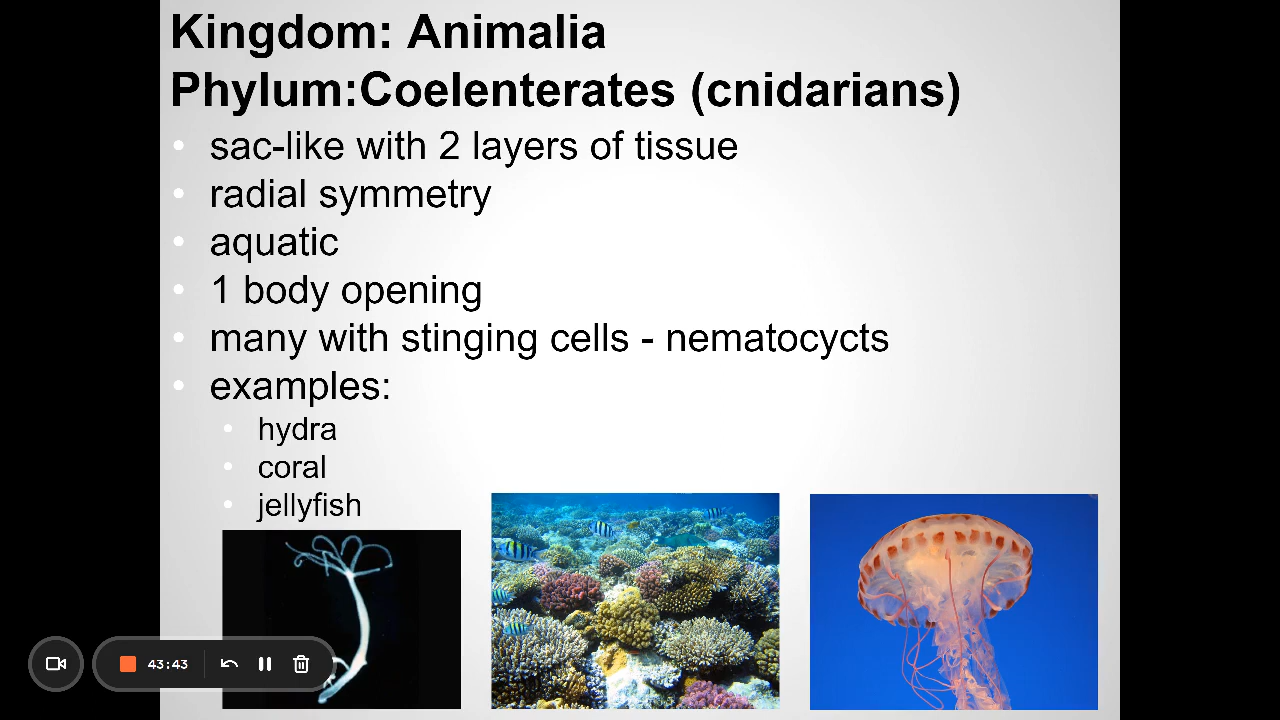 Kingdom: Animalia
Phylum:Coelenterates (cnidarians)
• sac-like with 2 layers of tissue
• radial symmetry
• aquatic
• 1 body opening
• many with stinging cells - nematocycts
• examples:
• hydra
• coral
• jellyfish
43:43